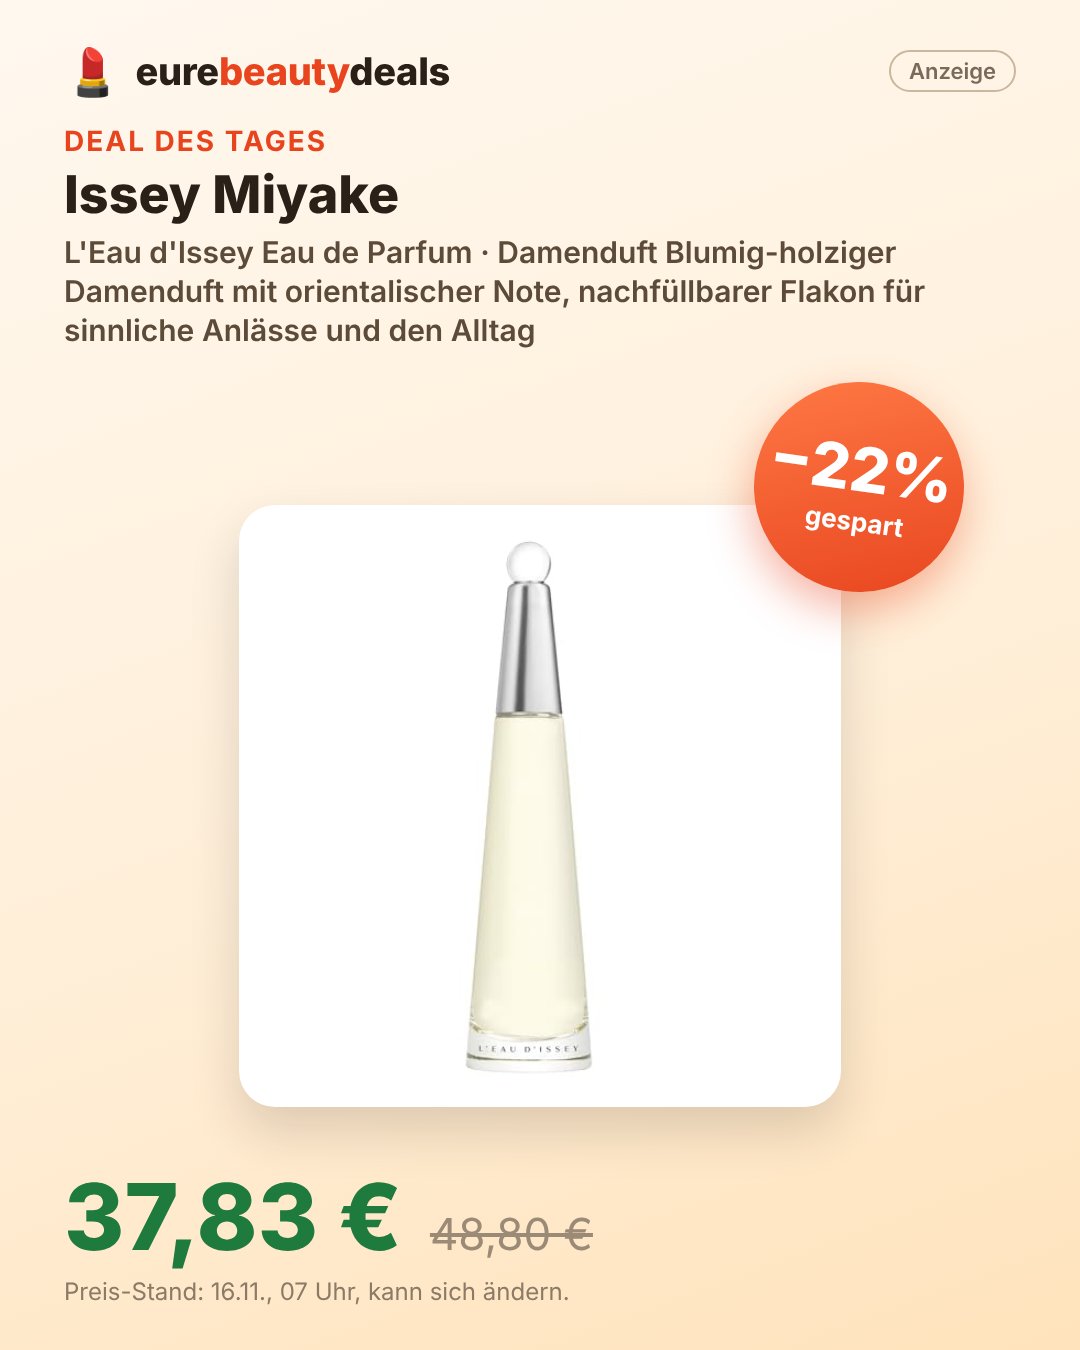 eurebeautydeals
Anzeige
DEAL DES TAGES
Issey Miyake
L'Eau d'Issey Eau de Parfum · Damenduft Blumig-holziger
Damenduft mit orientalischer Note, nachfüllbarer Flakon für
sinnliche Anlässe und den Alltag
−22%
gespart
L'EAU D'ISSEY
37,83 € 48,80 €
Preis-Stand: 16.11., 07 Uhr, kann sich ändern.